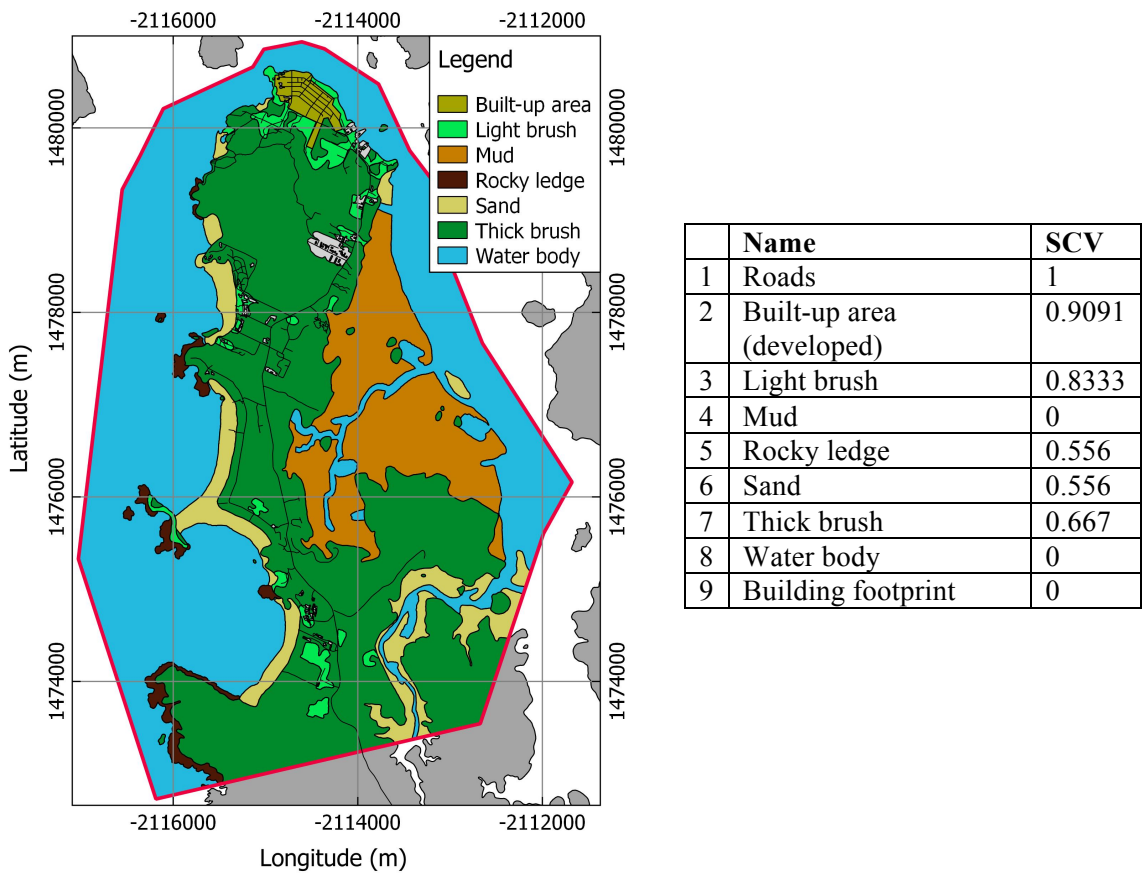 -2116000 -2114000 -2112000
Legend
Built-up area
Light brush
Mud
Rocky ledge
Sand
Thick brush
Water body
1480000 1480000
1478000 1478000
1476000 1476000
1474000 1474000
Latitude (m)
-2116000 -2114000 -2112000
Longitude (m)
Name SCV
1 Roads 1
2 Built-up area 0.9091
(developed)
3 Light brush 0.8333
4 Mud 0
5 Rocky ledge 0.556
6 Sand 0.556
7 Thick brush 0.667
8 Water body 0
9 Building footprint 0